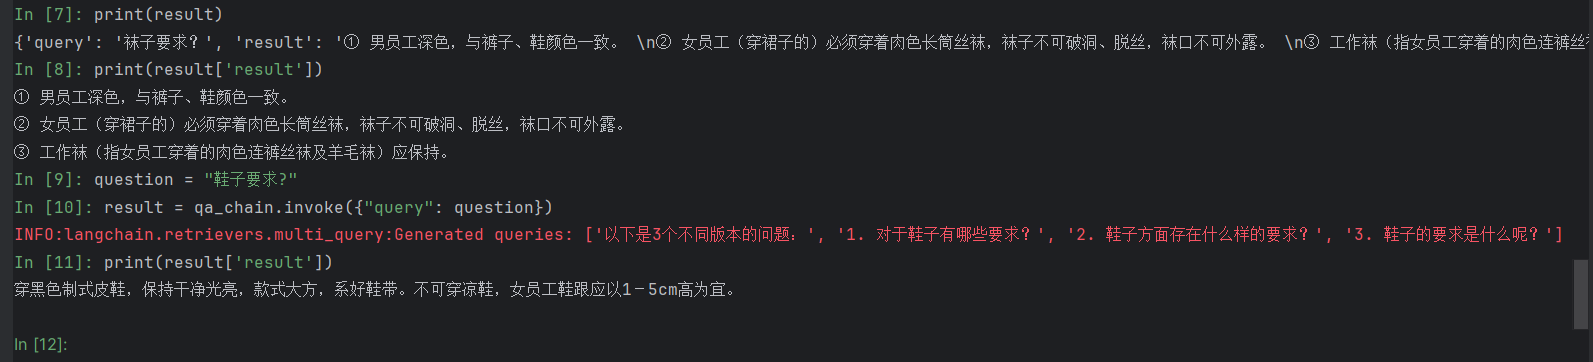 In [7]: print(result)
{'query': '袜子要求？', 'result': '① 男员工深色，与裤子、鞋颜色一致。 \n② 女员工（穿裙子的）必须穿着肉色长筒丝袜，袜子不可破洞、脱丝，袜口不可外露。 \n③ 工作袜（指女员工穿着的肉色连裤丝
In [8]: print(result['result'])
① 男员工深色，与裤子、鞋颜色一致。
② 女员工（穿裙子的）必须穿着肉色长筒丝袜，袜子不可破洞、脱丝，袜口不可外露。
③ 工作袜（指女员工穿着的肉色连裤丝袜及羊毛袜）应保持。
In [9]: question = "鞋子要求?"
In [10]: result = qa_chain.invoke({"query": question})
INFO:langchain.retrievers.multi_query:Generated queries: ['以下是3个不同版本的问题：', '1. 对于鞋子有哪些要求？', '2. 鞋子方面存在什么样的要求？', '3. 鞋子的要求是什么呢？']
In [11]: print(result['result'])
穿黑色制式皮鞋，保持干净光亮，款式大方，系好鞋带。不可穿凉鞋，女员工鞋跟应以1－5cm高为宜。
In [12]: